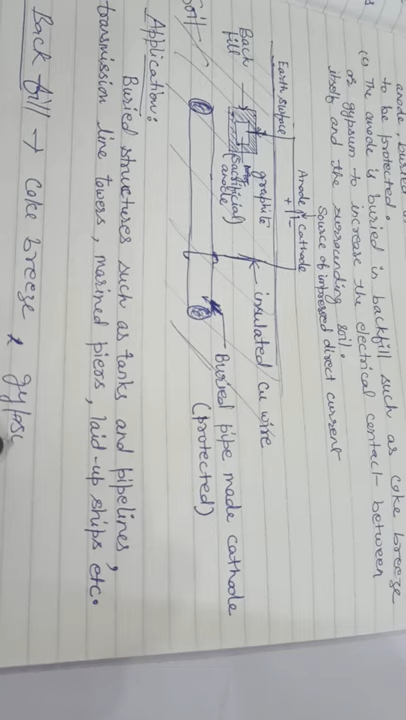 anode, buried
to be protected.
(c) The anode is buried in backfill such as coke breeze
or gypsum to increase the electrical contact between
itself and the surrounding soil.
Source of impressed direct current
Anode cathode
+ -
Earth surface
insulated Cu wire
Back fill
graphite
(sacrificial anode)
Soil
Buried pipe made cathode
(protected)
Application:
Buried structures such as tanks and pipelines,
transmission line towers, marined piers, laid-up ships etc.
Back fill → Coke breeze,